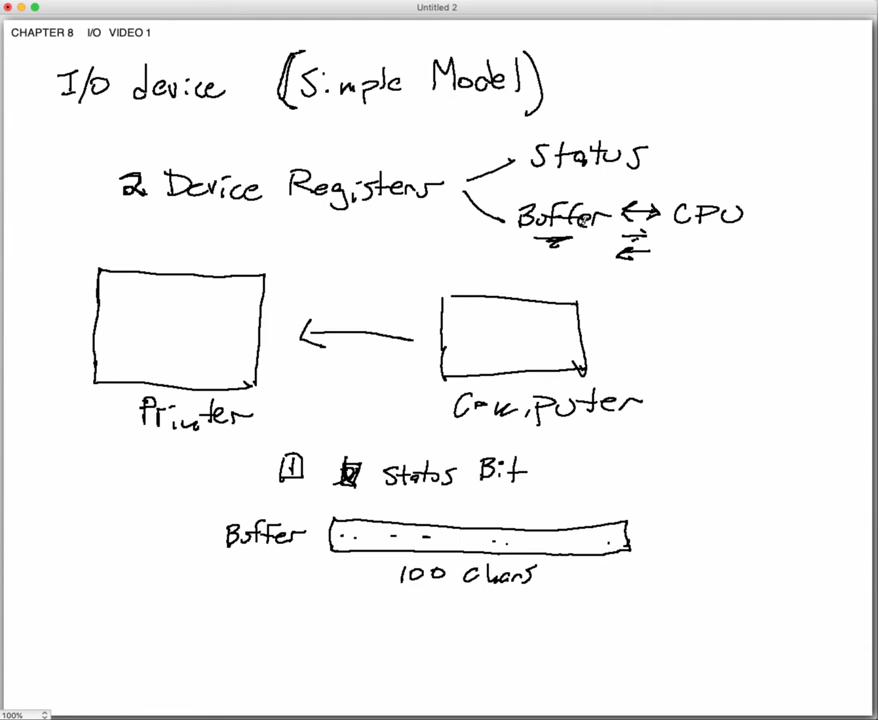 Untitled 2
CHAPTER 8 I/O VIDEO 1
I/O device (Simple Model)
2 Device Registers
Status
Buffer ↔ CPU
Printer
Computer
1 Status Bit
Buffer
100 Chars
100%